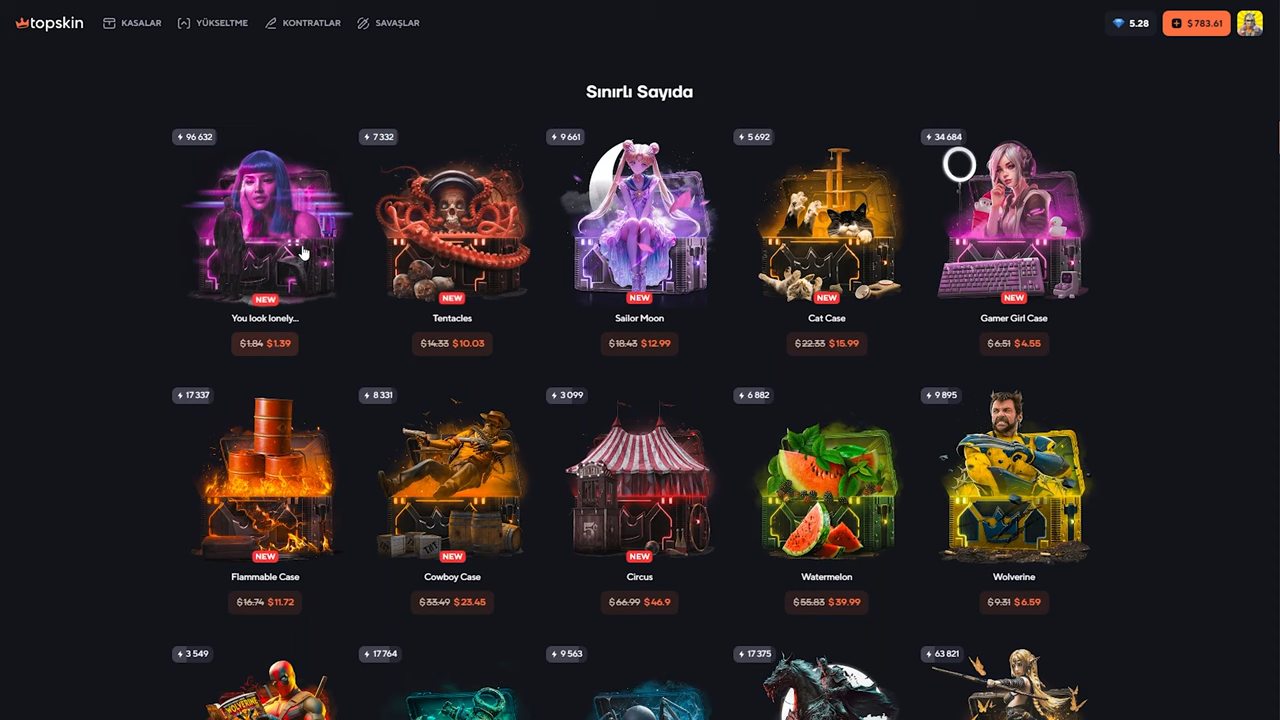 topskin KASALAR YÜKSELTME KONTRATLAR SAVAŞLAR 5.28 $ 783.61
Sınırlı Sayıda
96 632 7 332 9 661 5 692 34 684
NEW NEW NEW NEW NEW
You look lonely... Tentacles Sailor Moon Cat Case Gamer Girl Case
$ 1.84 $ 1.39 $ 14.33 $ 10.03 $ 18.43 $ 12.99 $ 22.33 $ 15.99 $ 6.51 $ 4.55
17 337 8 331 3 099 6 882 9 895
NEW NEW NEW
Flammable Case Cowboy Case Circus Watermelon Wolverine
$ 16.74 $ 11.72 $ 33.49 $ 23.45 $ 66.99 $ 46.9 $ 55.83 $ 39.99 $ 9.31 $ 6.59
3 549 17 764 9 563 17 375 63 821
WOLVERINE